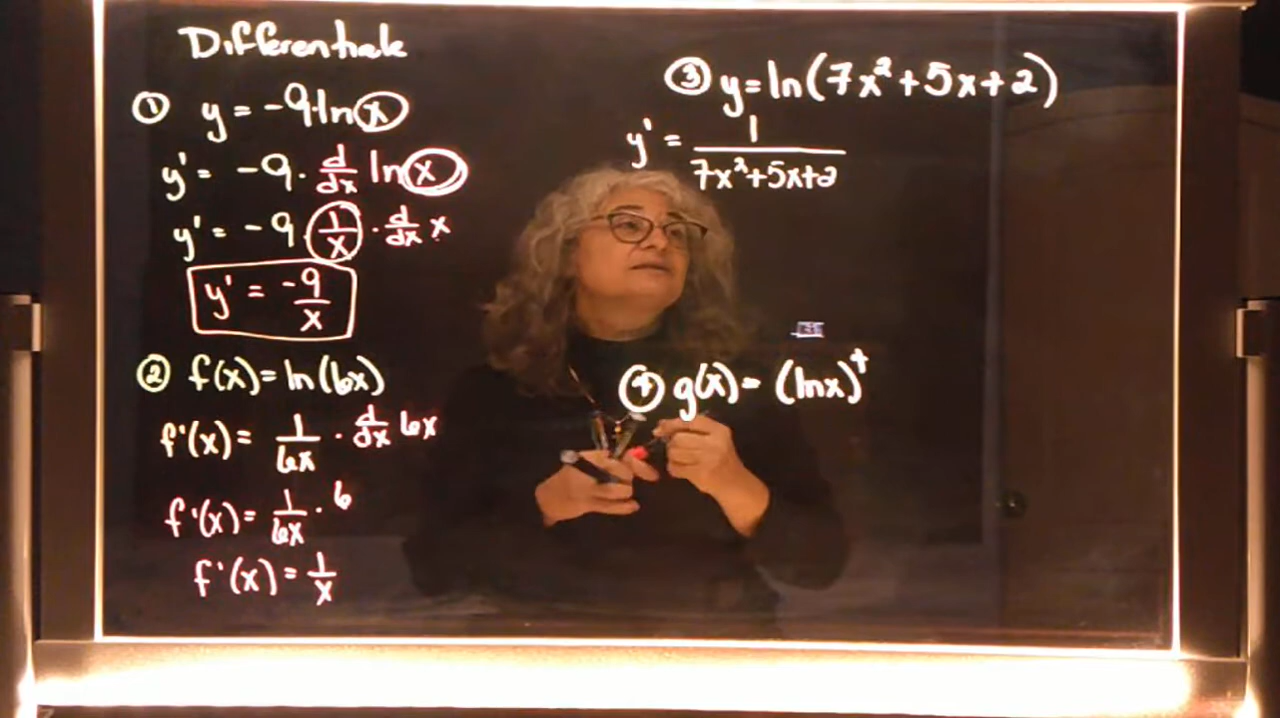 Differentiate
① y = -9 ln x
y' = -9 · d/dx ln x
y' = -9 · 1/x · d/dx x
y' = -9/x
② f(x) = ln(6x)
f'(x) = 1/6x · d/dx 6x
f'(x) = 1/6x · 6
f'(x) = 1/x
③ y = ln(7x²+5x+2)
y' = 1/7x²+5x+2
④ g(x) = (lnx)⁴